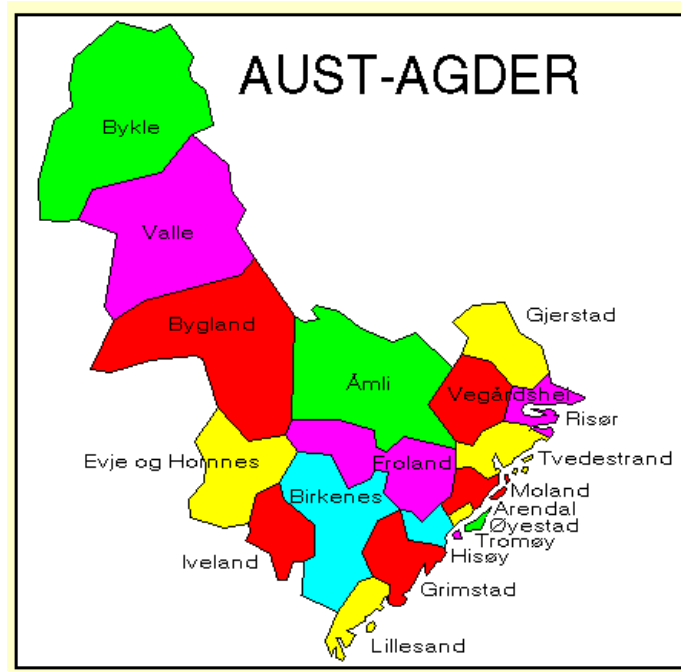 AUST-AGDER
Bykle
Valle
Bygland
Gjerstad
Åmli
Vegårdshei
Risør
Evje og Hornnes
Froland
Tvedestrand
Birkenes
Moland
Arendal
Øyestad
Tromøy
Hisøy
Iveland
Grimstad
Lillesand